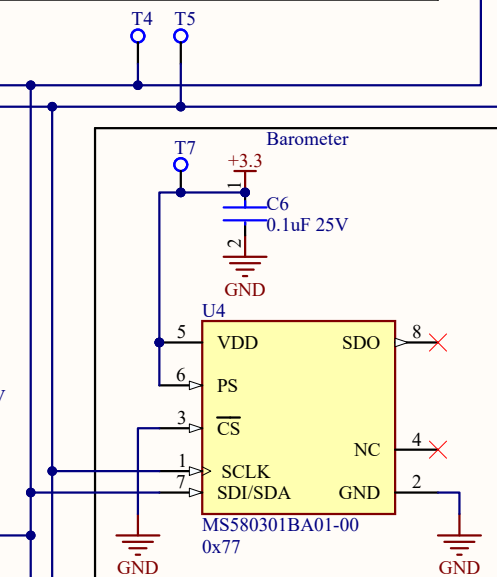 T4 T5
Barometer
T7
+3.3
1
C6
0.1uF 25V
2
GND
U4
5 VDD SDO 8
6 PS
3 CS
NC 4
1 SCLK
7 SDI/SDA GND 2
MS580301BA01-00
0x77
GND GND